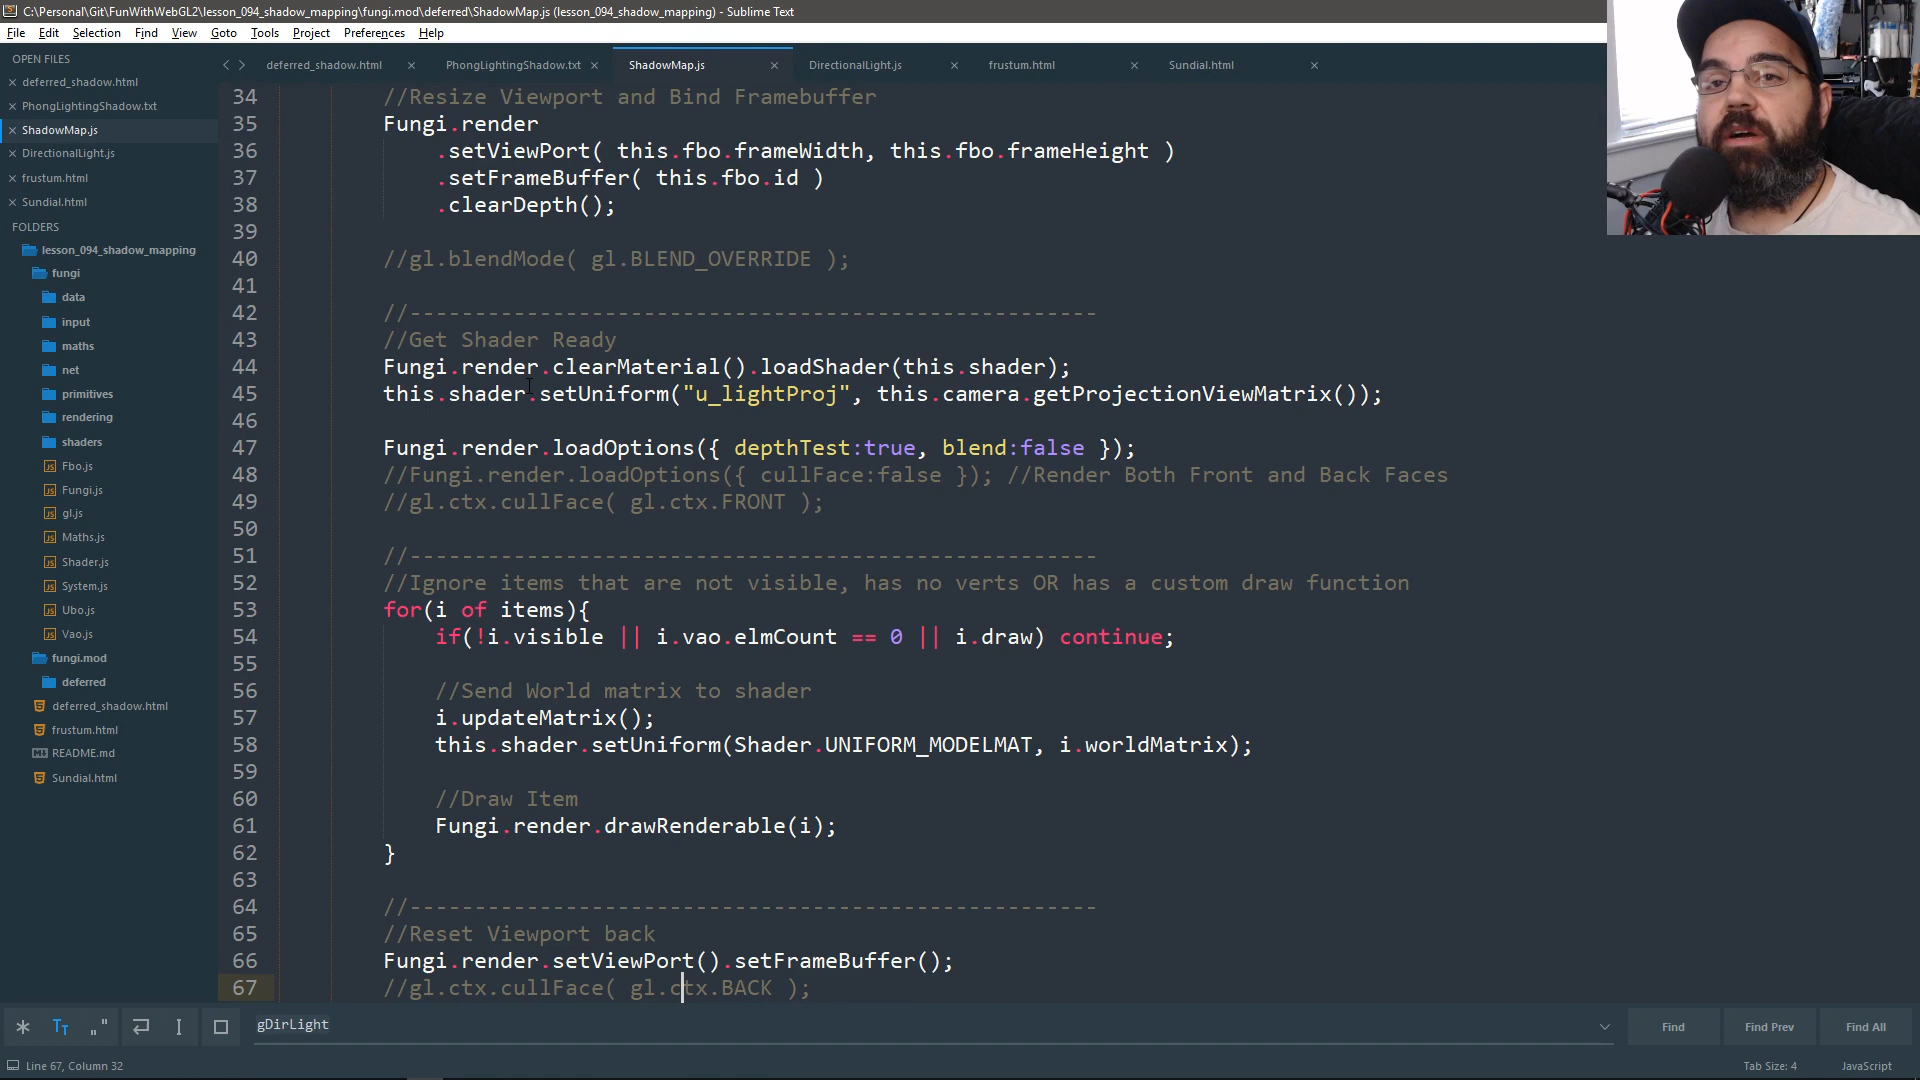 C:\Personal\Git\FunWithWebGL2\lesson_094_shadow_mapping\fungi.mod\deferred\ShadowMap.js (lesson_094_shadow_mapping) - Sublime Text
File Edit Selection Find View Goto Tools Project Preferences Help
OPEN FILES
deferred_shadow.html
PhongLightingShadow.txt
ShadowMap.js
DirectionalLight.js
frustum.html
Sundial.html
FOLDERS
lesson_094_shadow_mapping
fungi
data
input
maths
net
primitives
rendering
shaders
Fbo.js
Fungi.js
gl.js
Maths.js
Shader.js
System.js
Ubo.js
Vao.js
fungi.mod
deferred
deferred_shadow.html
frustum.html
README.md
Sundial.html
deferred_shadow.html PhongLightingShadow.txt ShadowMap.js DirectionalLight.js frustum.html Sundial.html
34 //Resize Viewport and Bind Framebuffer
35 Fungi.render
36 .setViewPort( this.fbo.frameWidth, this.fbo.frameHeight )
37 .setFrameBuffer( this.fbo.id )
38 .clearDepth();
39
40 //gl.blendMode( gl.BLEND_OVERRIDE );
41
42 //-----------------------------------------------------
43 //Get Shader Ready
44 Fungi.render.clearMaterial().loadShader(this.shader);
45 this.shader.setUniform("u_lightProj", this.camera.getProjectionViewMatrix());
46
47 Fungi.render.loadOptions({ depthTest:true, blend:false });
48 //Fungi.render.loadOptions({ cullFace:false }); //Render Both Front and Back Faces
49 //gl.ctx.cullFace( gl.ctx.FRONT );
50
51 //-----------------------------------------------------
52 //Ignore items that are not visible, has no verts OR has a custom draw function
53 for(i of items){
54 if(!i.visible || i.vao.elmCount == 0 || i.draw) continue;
55
56 //Send World matrix to shader
57 i.updateMatrix();
58 this.shader.setUniform(Shader.UNIFORM_MODELMAT, i.worldMatrix);
59
60 //Draw Item
61 Fungi.render.drawRenderable(i);
62 }
63
64 //-----------------------------------------------------
65 //Reset Viewport back
66 Fungi.render.setViewPort().setFrameBuffer();
67 //gl.ctx.cullFace( gl.ctx.BACK );
gDirLight Find Find Prev Find All
Line 67, Column 32 Tab Size: 4 JavaScript